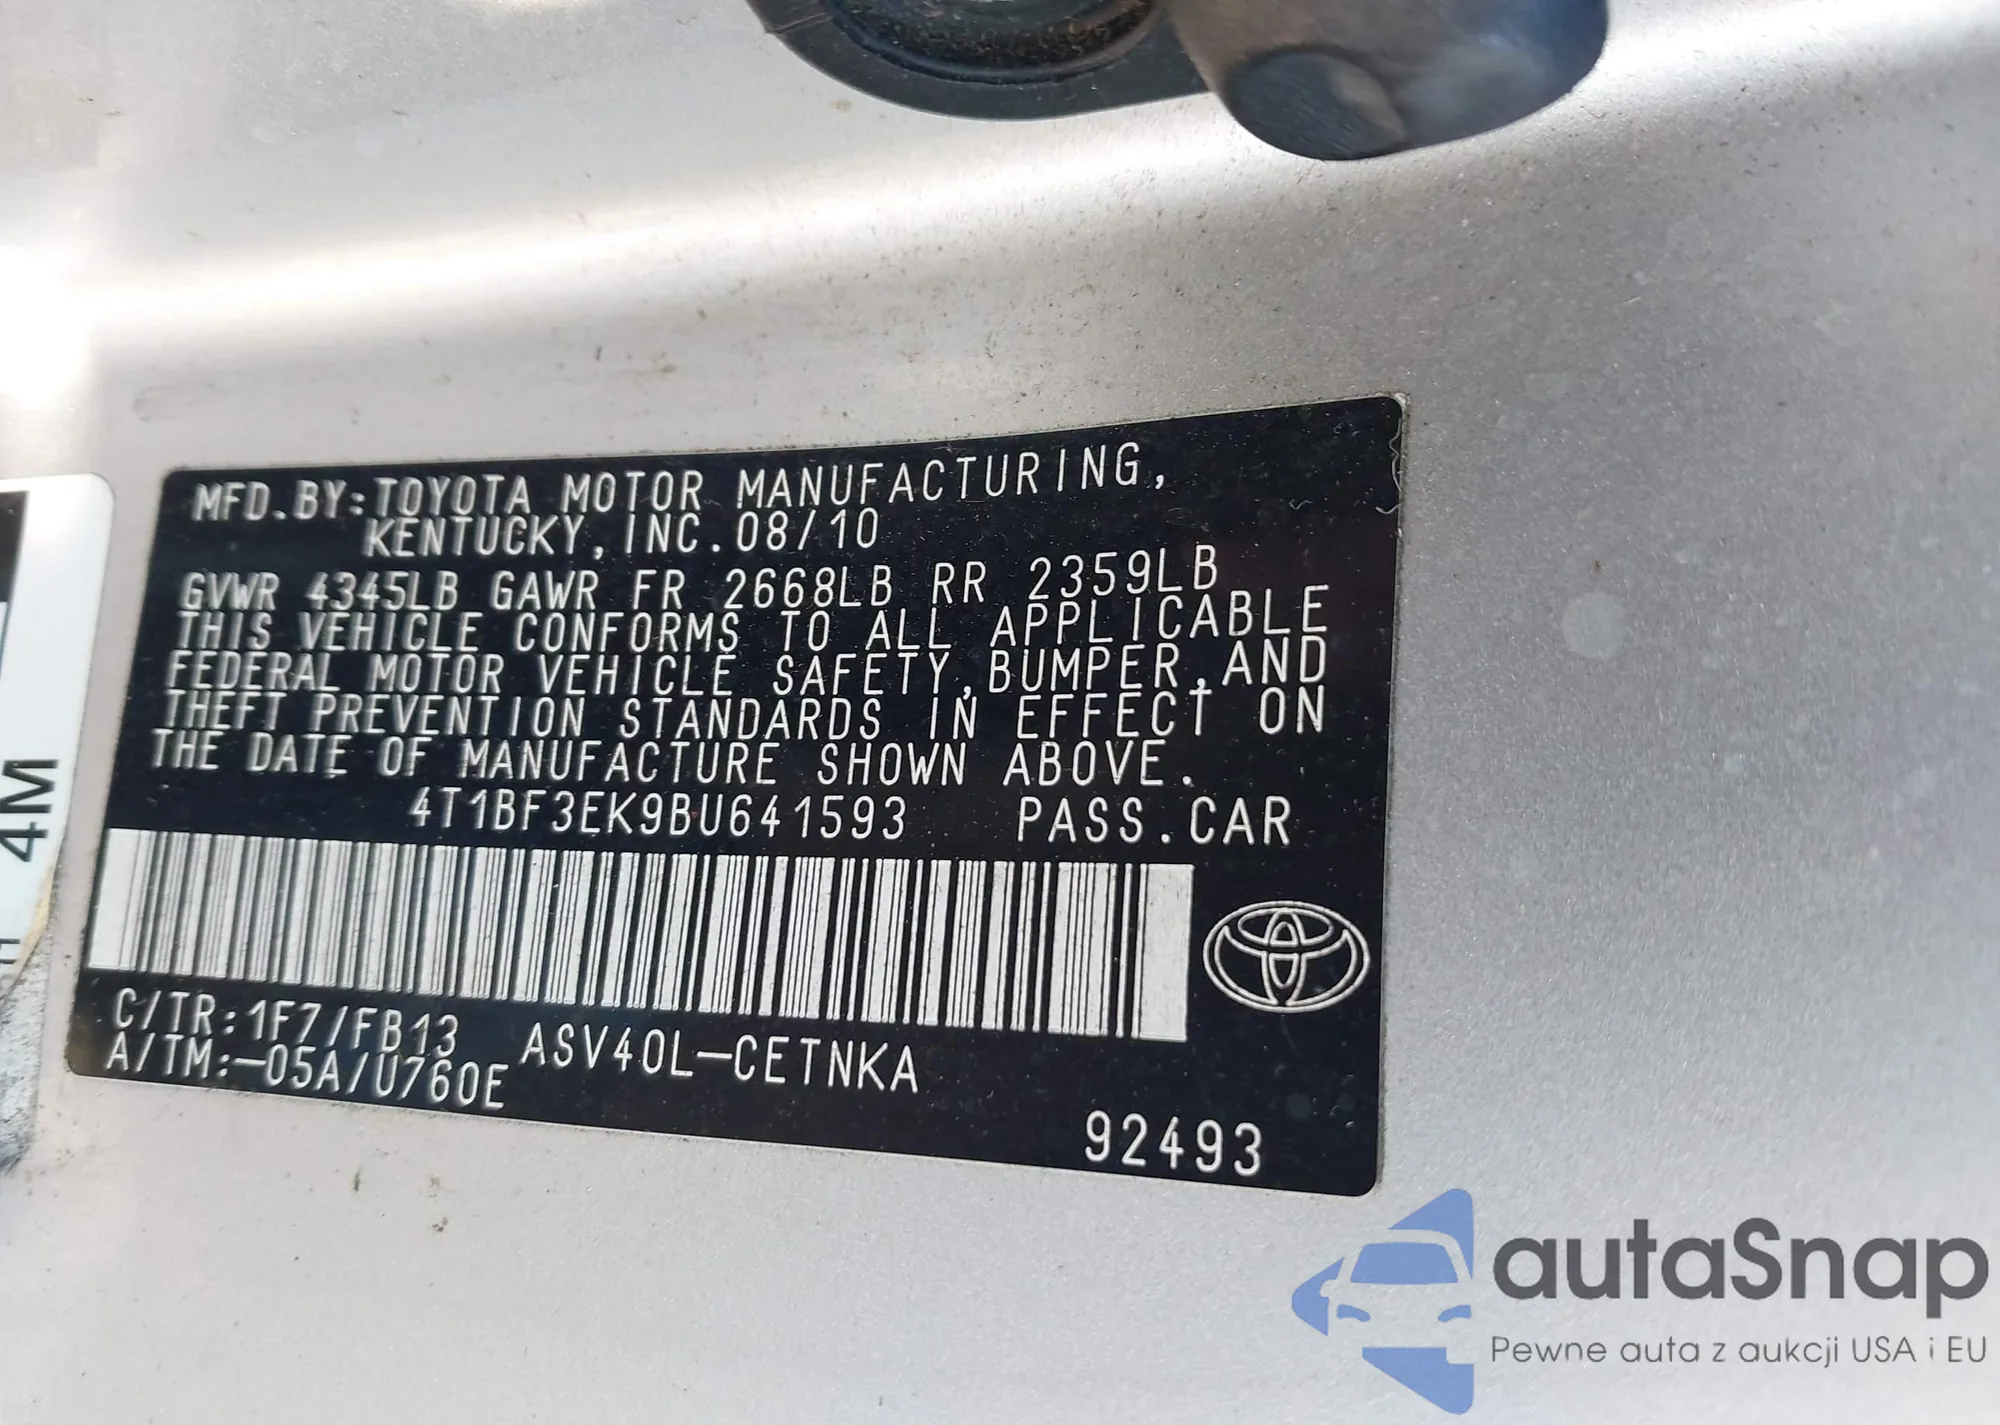 MFD.BY:TOYOTA MOTOR MANUFACTURING,
KENTUCKY, INC. 08/10
GVWR 4345LB GAWR FR 2668LB RR 2359LB
THIS VEHICLE CONFORMS TO ALL APPLICABLE
FEDERAL MOTOR VEHICLE SAFETY, BUMPER, AND
THEFT PREVENTION STANDARDS IN EFFECT ON
THE DATE OF MANUFACTURE SHOWN ABOVE.
4T1BF3EK9BU641593 PASS.CAR
C/TR:1F7/FB13 ASV40L-CETNKA
A/TM:-05A/U760E
92493
4M
autaSnap
Pewne auta z aukcji USA i EU